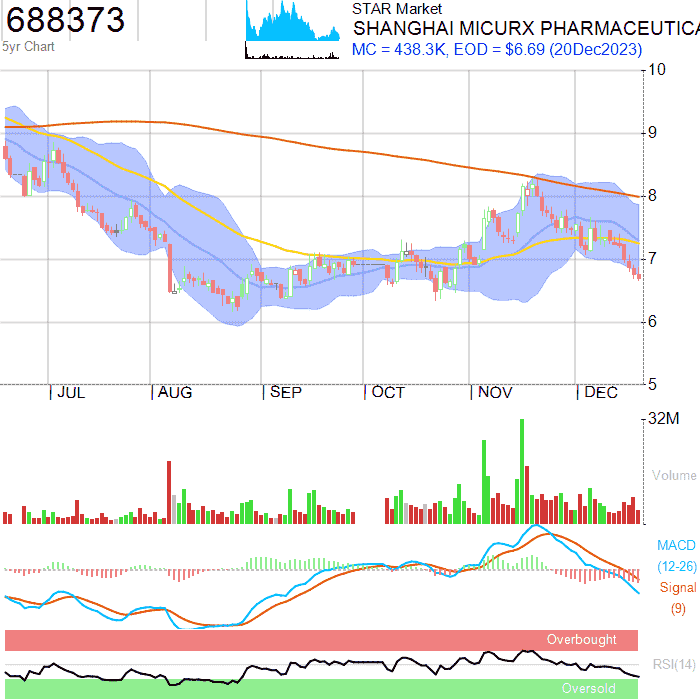 688373
5yr Chart
STAR Market
SHANGHAI MICURX PHARMACEUTICA
MC = 438.3K, EOD = $6.69 (20Dec2023)
10
9
8
7
6
5
JUL AUG SEP OCT NOV DEC
32M
Volume
MACD
(12-26)
Signal
(9)
Overbought
RSI(14)
Oversold